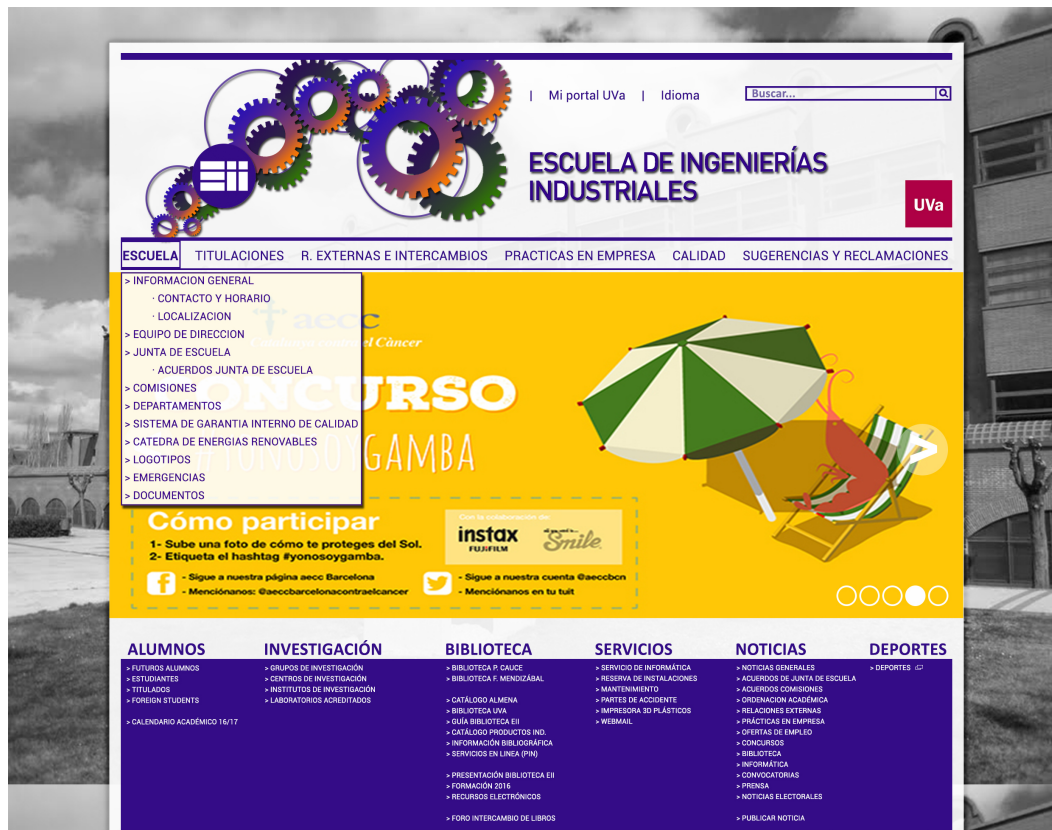 | Mi portal UVa | Idioma
Buscar...
ESCUELA DE INGENIERÍAS
INDUSTRIALES
UVa
ESCUELA TITULACIONES R. EXTERNAS E INTERCAMBIOS PRACTICAS EN EMPRESA CALIDAD SUGERENCIAS Y RECLAMACIONES
> INFORMACION GENERAL
· CONTACTO Y HORARIO
· LOCALIZACION
> EQUIPO DE DIRECCION
> JUNTA DE ESCUELA
· ACUERDOS JUNTA DE ESCUELA
> COMISIONES
> DEPARTAMENTOS
> SISTEMA DE GARANTIA INTERNO DE CALIDAD
> CATEDRA DE ENERGIAS RENOVABLES
> LOGOTIPOS
> EMERGENCIAS
> DOCUMENTOS
aecc
el Càncer
CONCURSO
#YONOSOYGAMBA
Cómo participar
1- Sube una foto de cómo te proteges del Sol.
2- Etiqueta el hashtag #yonosoygamba.
- Sigue a nuestra página aecc Barcelona
- Menciónanos: @aeccbarcelonacontraelcancer
Con la colaboración de:
instax
FUJIFILM
Smile
- Sigue a nuestra cuenta @aeccbcn
- Menciónanos en tu tuit
>
ALUMNOS
> FUTUROS ALUMNOS
> ESTUDIANTES
> TITULADOS
> FOREIGN STUDENTS
> CALENDARIO ACADÉMICO 16/17
INVESTIGACIÓN
> GRUPOS DE INVESTIGACIÓN
> CENTROS DE INVESTIGACIÓN
> INSTITUTOS DE INVESTIGACIÓN
> LABORATORIOS ACREDITADOS
BIBLIOTECA
> BIBLIOTECA P. CAUCE
> BIBLIOTECA F. MENDIZÁBAL
> CATÁLOGO ALMENA
> BIBLIOTECA UVA
> GUÍA BIBLIOTECA EII
> CATÁLOGO PRODUCTOS IND.
> INFORMACIÓN BIBLIOGRÁFICA
> SERVICIOS EN LINEA (PIN)
> PRESENTACIÓN BIBLIOTECA EII
> FORMACIÓN 2016
> RECURSOS ELECTRÓNICOS
> FORO INTERCAMBIO DE LIBROS
SERVICIOS
> SERVICIO DE INFORMÁTICA
> RESERVA DE INSTALACIONES
> MANTENIMIENTO
> PARTES DE ACCIDENTE
> IMPRESORA 3D PLÁSTICOS
> WEBMAIL
NOTICIAS
> NOTICIAS GENERALES
> ACUERDOS DE JUNTA DE ESCUELA
> ACUERDOS COMISIONES
> ORDENACION ACADÉMICA
> RELACIONES EXTERNAS
> PRÁCTICAS EN EMPRESA
> OFERTAS DE EMPLEO
> CONCURSOS
> BIBLIOTECA
> INFORMÁTICA
> CONVOCATORIAS
> PRENSA
> NOTICIAS ELECTORALES
> PUBLICAR NOTICIA
DEPORTES
> DEPORTES